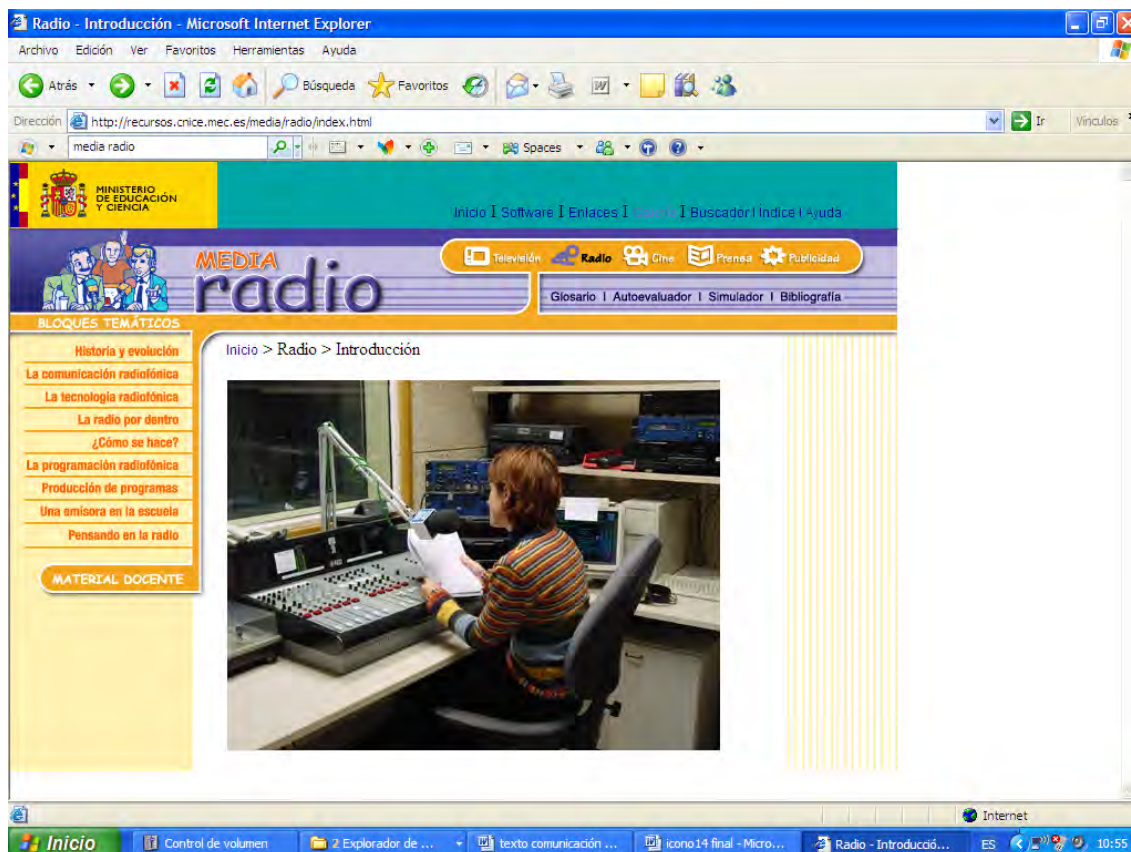 Radio - Introducción - Microsoft Internet Explorer
Archivo Edición Ver Favoritos Herramientas Ayuda
Atrás Búsqueda Favoritos
Dirección http://recursos.cnice.mec.es/media/radio/index.html Ir Vínculos
media radio Spaces
MINISTERIO
DE EDUCACIÓN
Y CIENCIA
Inicio I Software I Enlaces I I Buscador I Índice I Ayuda
MEDIA
radio
Televisión Radio Cine Prensa Publicidad
Glosario I Autoevaluador I Simulador I Bibliografía
BLOQUES TEMÁTICOS
Inicio > Radio > Introducción
Historia y evolución
La comunicación radiofónica
La tecnología radiofónica
La radio por dentro
¿Cómo se hace?
La programación radiofónica
Producción de programas
Una emisora en la escuela
Pensando en la radio
MATERIAL DOCENTE
Internet
Inicio Control de volumen 2 Explorador de ... texto comunicación ... icono14 final - Micro... Radio - Introducció... ES 10:55